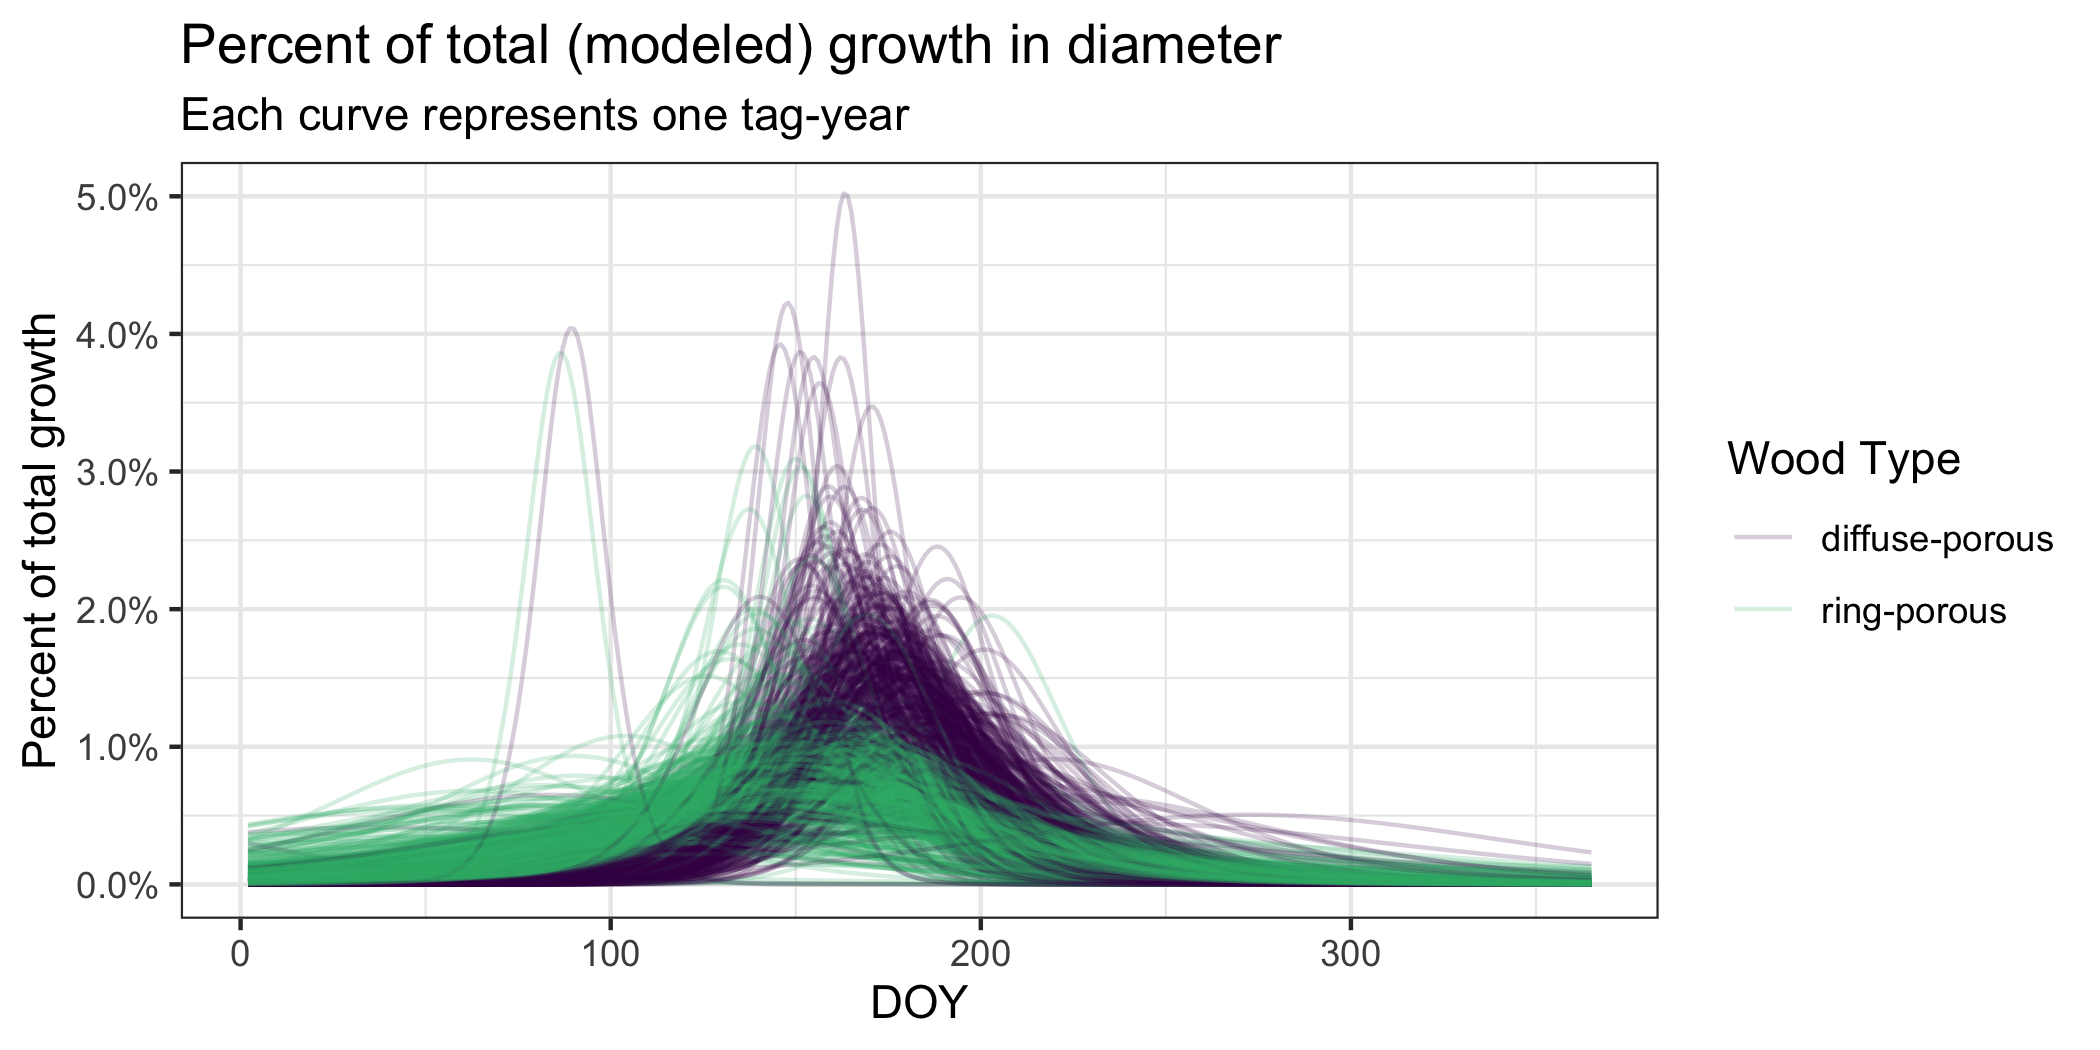 Percent of total (modeled) growth in diameter
Each curve represents one tag-year
Percent of total growth
5.0%
4.0%
3.0%
2.0%
1.0%
0.0%
0 100 200 300
DOY
Wood Type
diffuse-porous
ring-porous